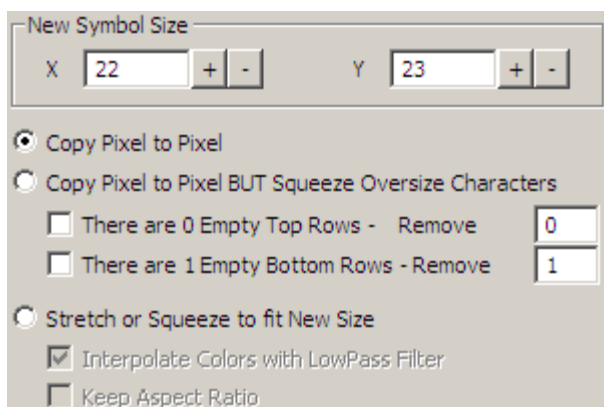 New Symbol Size
X 22 + - Y 23 + -
Copy Pixel to Pixel
Copy Pixel to Pixel BUT Squeeze Oversize Characters
There are 0 Empty Top Rows - Remove 0
There are 1 Empty Bottom Rows - Remove 1
Stretch or Squeeze to fit New Size
Interpolate Colors with LowPass Filter
Keep Aspect Ratio